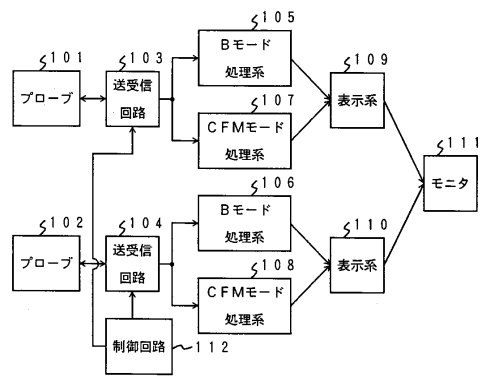 105
Bモード
処理系
101
103
109
プローブ
送受信
回路
表示系
107
CFMモード
処理系
111
モニタ
106
Bモード
処理系
102
104
110
プローブ
送受信
回路
表示系
108
CFMモード
処理系
制御回路
112